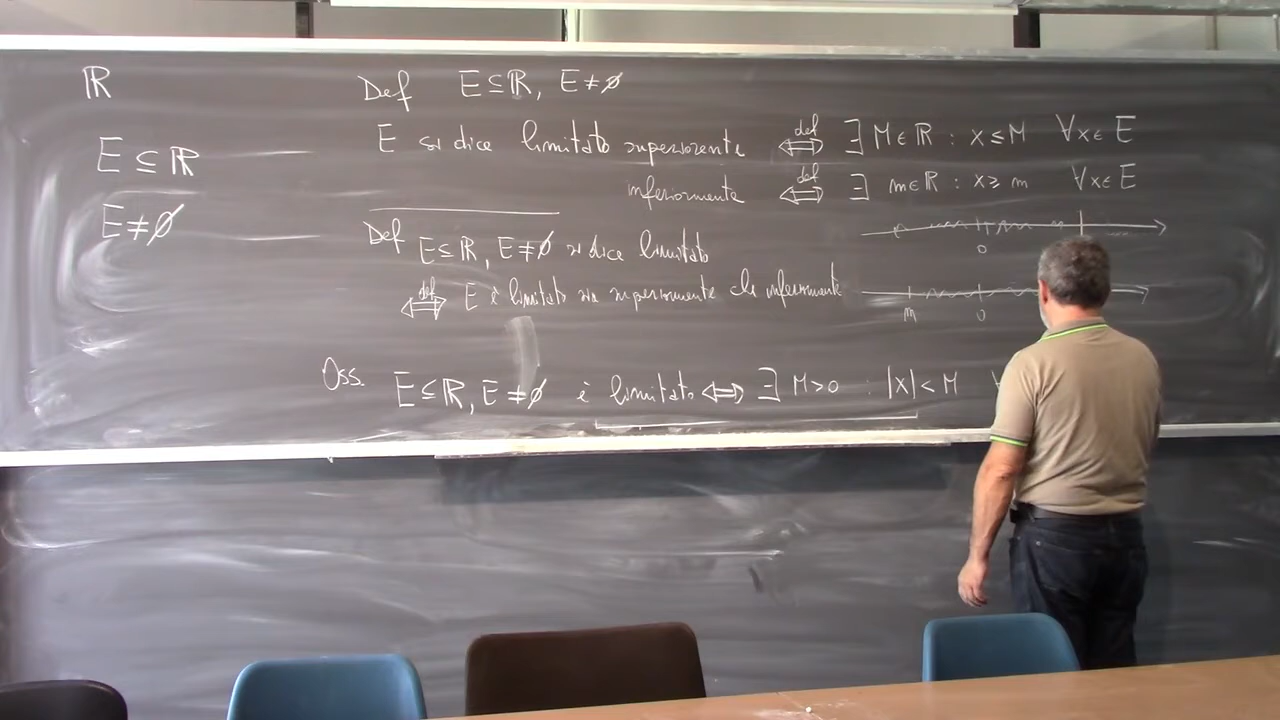 ℝ
E ⊆ ℝ
E ≠ ∅
Def E ⊆ ℝ, E ≠ ∅
E si dice limitato superiormente ⟺ def ∃ M ∈ ℝ : x ≤ M ∀x ∈ E
inferiormente ⟺ def ∃ m ∈ ℝ : x ≥ m ∀x ∈ E
0
Def E ⊆ ℝ, E ≠ ∅ si dice limitato
⟺ def E è limitato sia superiormente che inferiormente
m 0
Oss. E ⊆ ℝ, E ≠ ∅ è limitato ⟺ ∃ M > 0 : |x| < M